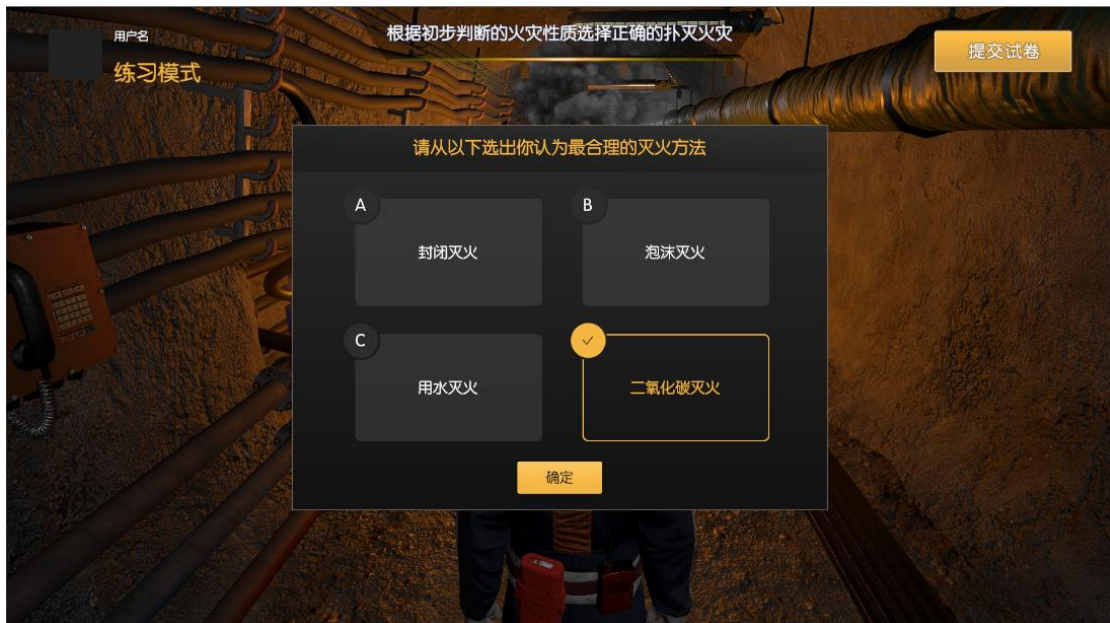 用户名
练习模式
根据初步判断的火灾性质选择正确的扑灭火灾
提交试卷
请从以下选出你认为最合理的灭火方法
A
封闭灭火
B
泡沫灭火
C
用水灭火
二氧化碳灭火
确定